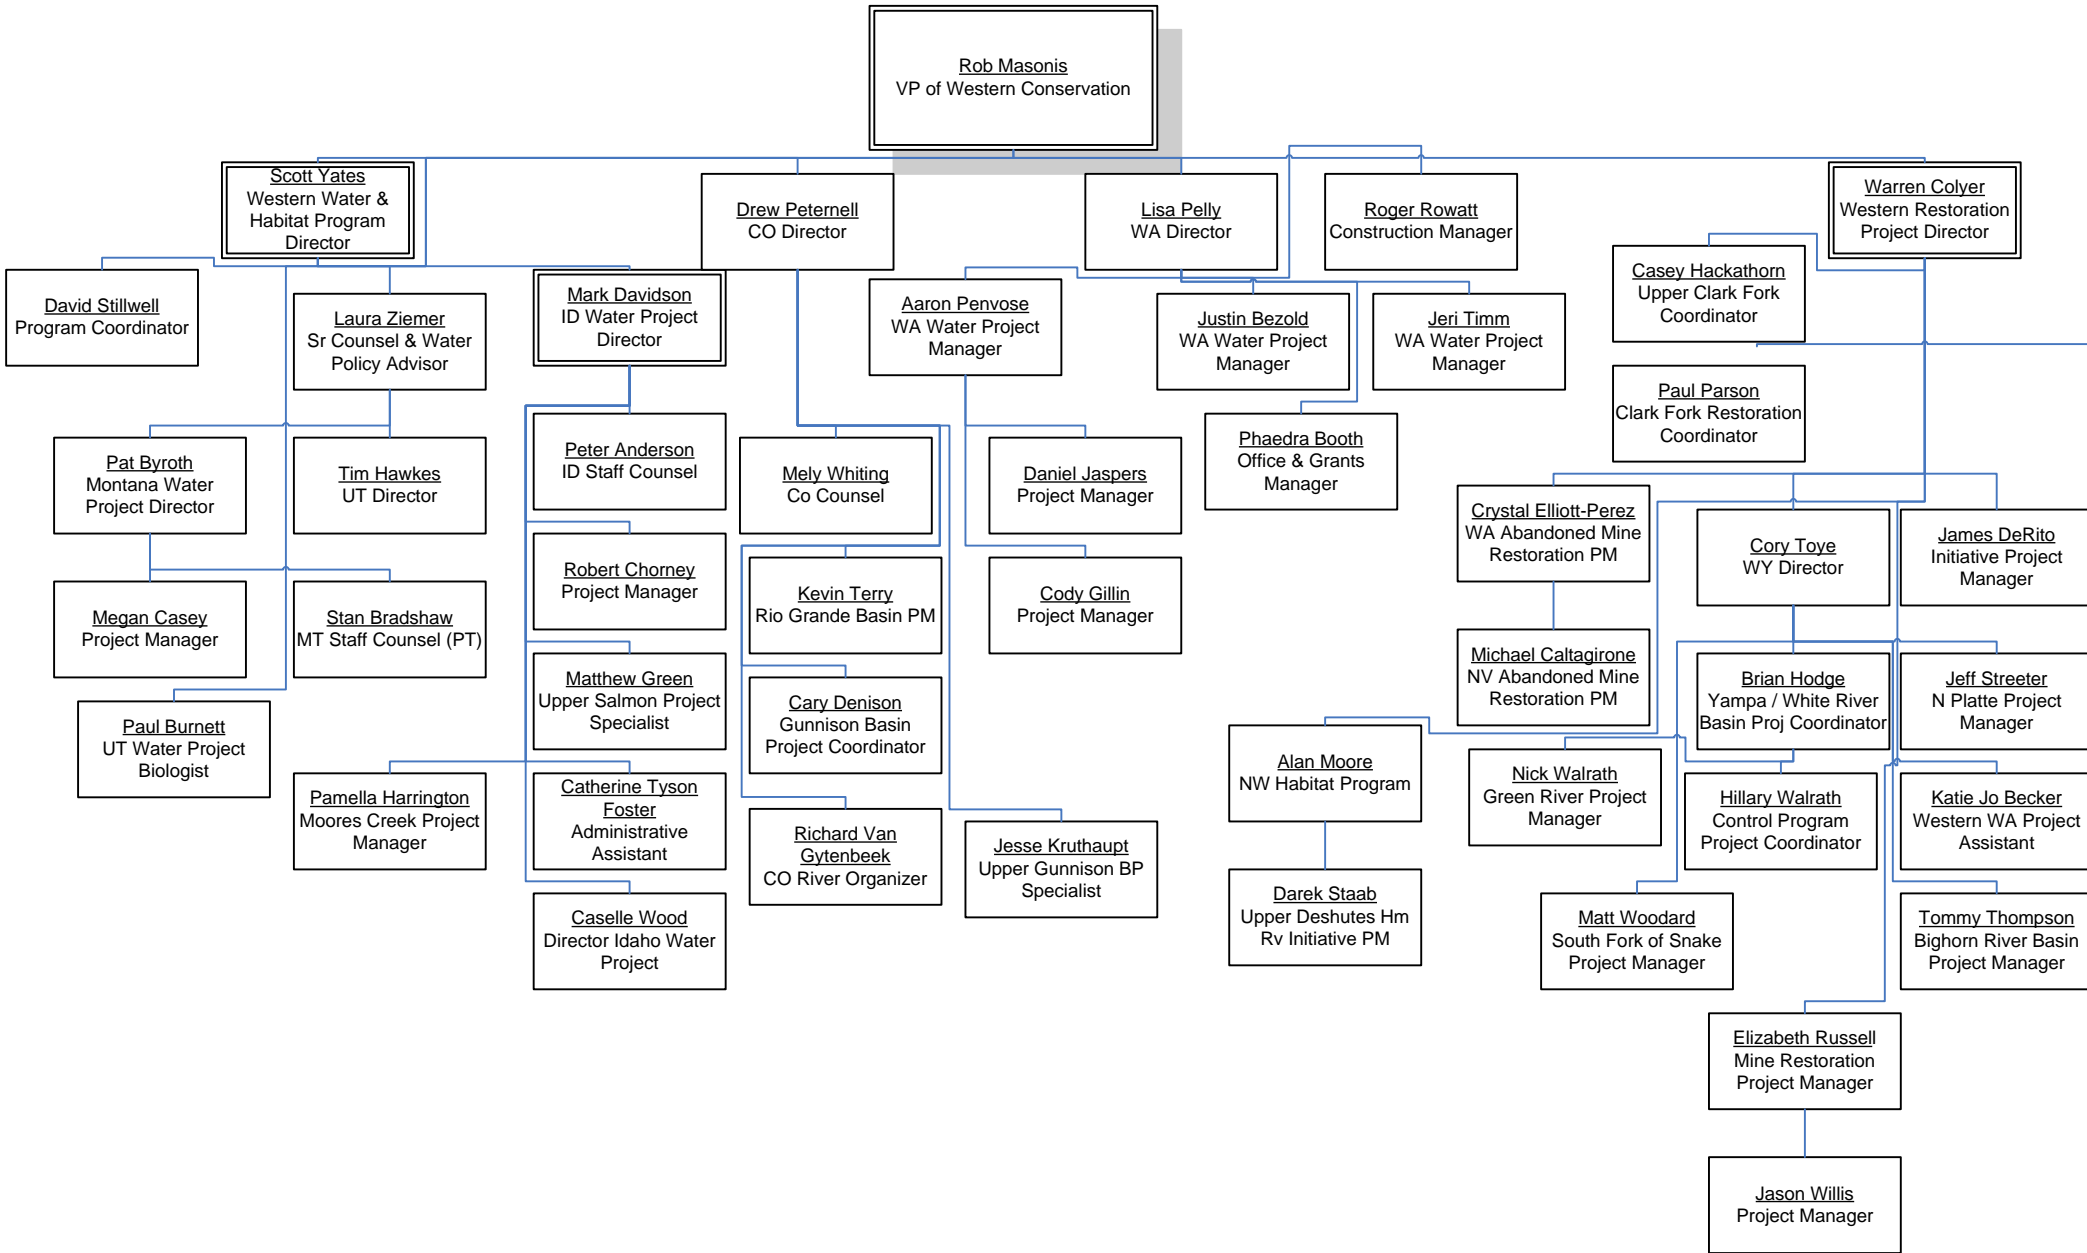 Rob Masonis
VP of Western Conservation
Scott Yates
Western Water &
Habitat Program
Director
Drew Peternell
CO Director
Lisa Pelly
WA Director
Roger Rowatt
Construction Manager
Warren Colyer
Western Restoration
Project Director
David Stillwell
Program Coordinator
Laura Ziemer
Sr Counsel & Water
Policy Advisor
Mark Davidson
ID Water Project
Director
Aaron Penvose
WA Water Project
Manager
Justin Bezold
WA Water Project
Manager
Jeri Timm
WA Water Project
Manager
Casey Hackathorn
Upper Clark Fork
Coordinator
Paul Parson
Clark Fork Restoration
Coordinator
Pat Byroth
Montana Water
Project Director
Tim Hawkes
UT Director
Peter Anderson
ID Staff Counsel
Mely Whiting
Co Counsel
Daniel Jaspers
Project Manager
Phaedra Booth
Office & Grants
Manager
Crystal Elliott-Perez
WA Abandoned Mine
Restoration PM
Cory Toye
WY Director
James DeRito
Initiative Project
Manager
Megan Casey
Project Manager
Stan Bradshaw
MT Staff Counsel (PT)
Robert Chorney
Project Manager
Kevin Terry
Rio Grande Basin PM
Cody Gillin
Project Manager
Michael Caltagirone
NV Abandoned Mine
Restoration PM
Brian Hodge
Yampa / White River
Basin Proj Coordinator
Jeff Streeter
N Platte Project
Manager
Paul Burnett
UT Water Project
Biologist
Matthew Green
Upper Salmon Project
Specialist
Cary Denison
Gunnison Basin
Project Coordinator
Alan Moore
NW Habitat Program
Nick Walrath
Green River Project
Manager
Hillary Walrath
Control Program
Project Coordinator
Katie Jo Becker
Western WA Project
Assistant
Pamella Harrington
Moores Creek Project
Manager
Catherine Tyson
Foster
Administrative
Assistant
Richard Van
Gytenbeek
CO River Organizer
Jesse Kruthaupt
Upper Gunnison BP
Specialist
Caselle Wood
Director Idaho Water
Project
Darek Staab
Upper Deshutes Hm
Rv Initiative PM
Matt Woodard
South Fork of Snake
Project Manager
Tommy Thompson
Bighorn River Basin
Project Manager
Elizabeth Russell
Mine Restoration
Project Manager
Jason Willis
Project Manager